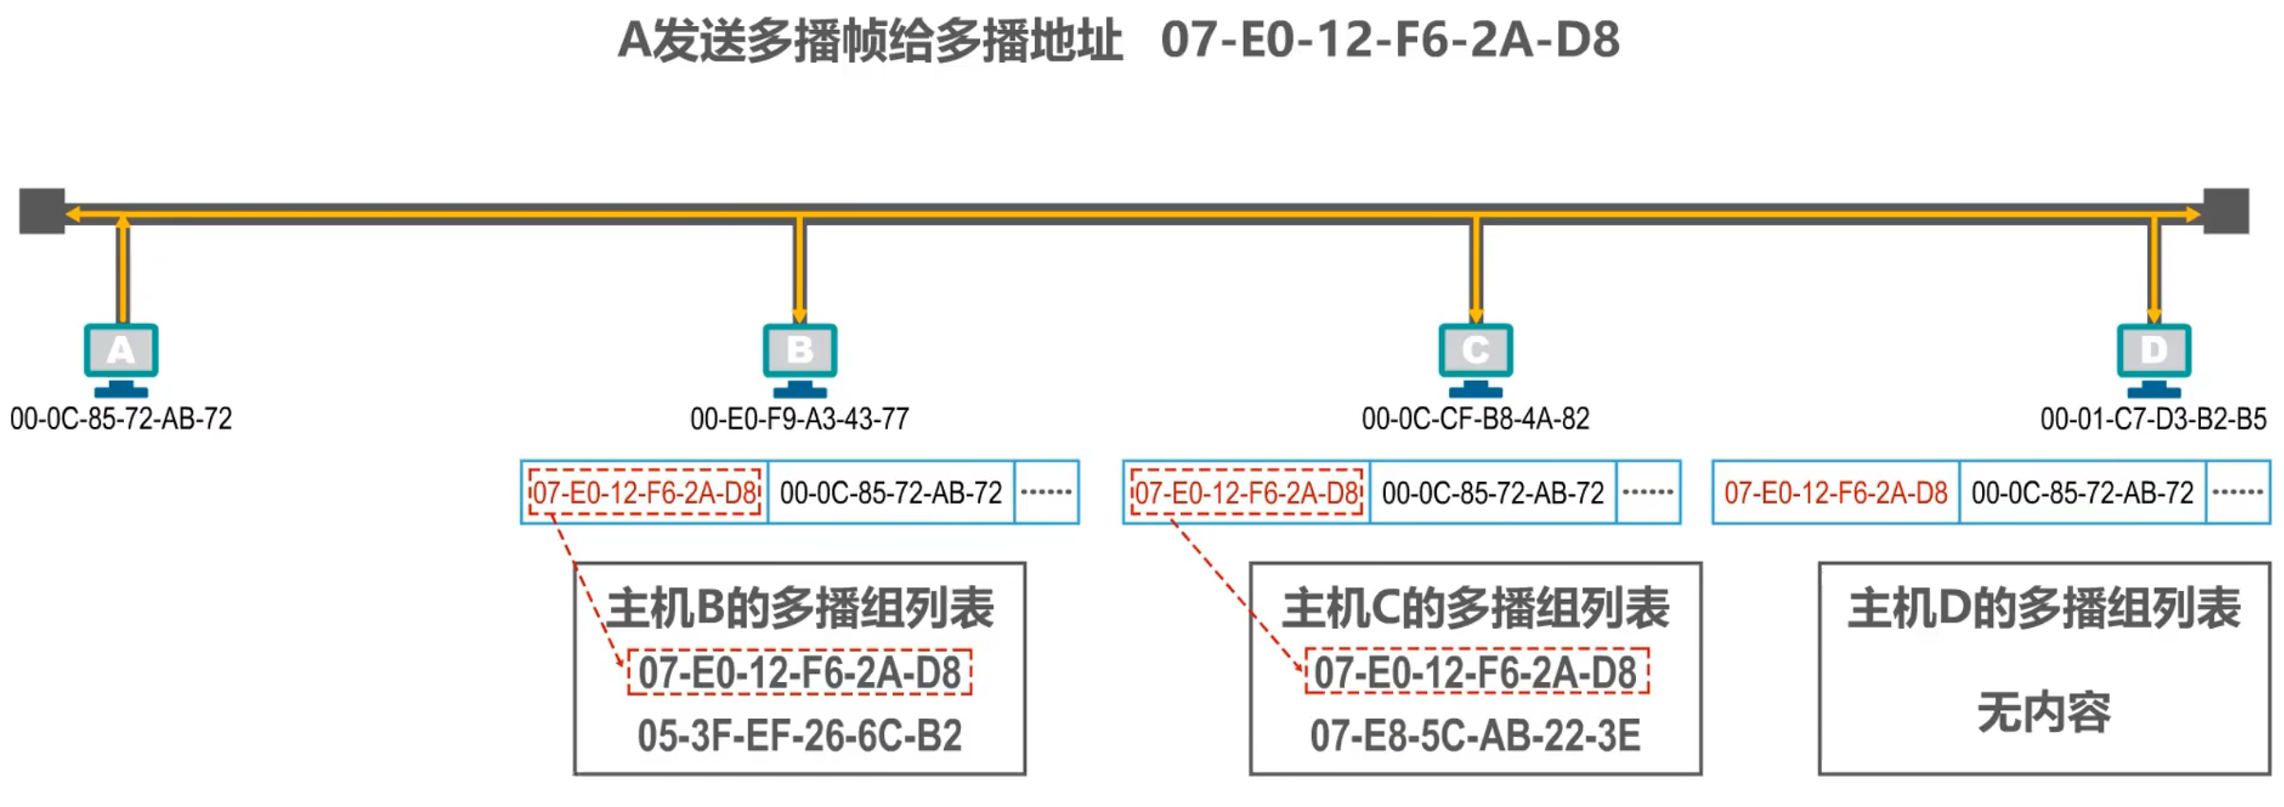 A发送多播帧给多播地址 07-E0-12-F6-2A-D8
A
B
C
D
00-0C-85-72-AB-72
00-E0-F9-A3-43-77
00-0C-CF-B8-4A-82
00-01-C7-D3-B2-B5
07-E0-12-F6-2A-D8 00-0C-85-72-AB-72 ······
07-E0-12-F6-2A-D8 00-0C-85-72-AB-72 ······
07-E0-12-F6-2A-D8 00-0C-85-72-AB-72 ······
主机B的多播组列表
07-E0-12-F6-2A-D8
05-3F-EF-26-6C-B2
主机C的多播组列表
07-E0-12-F6-2A-D8
07-E8-5C-AB-22-3E
主机D的多播组列表
无内容